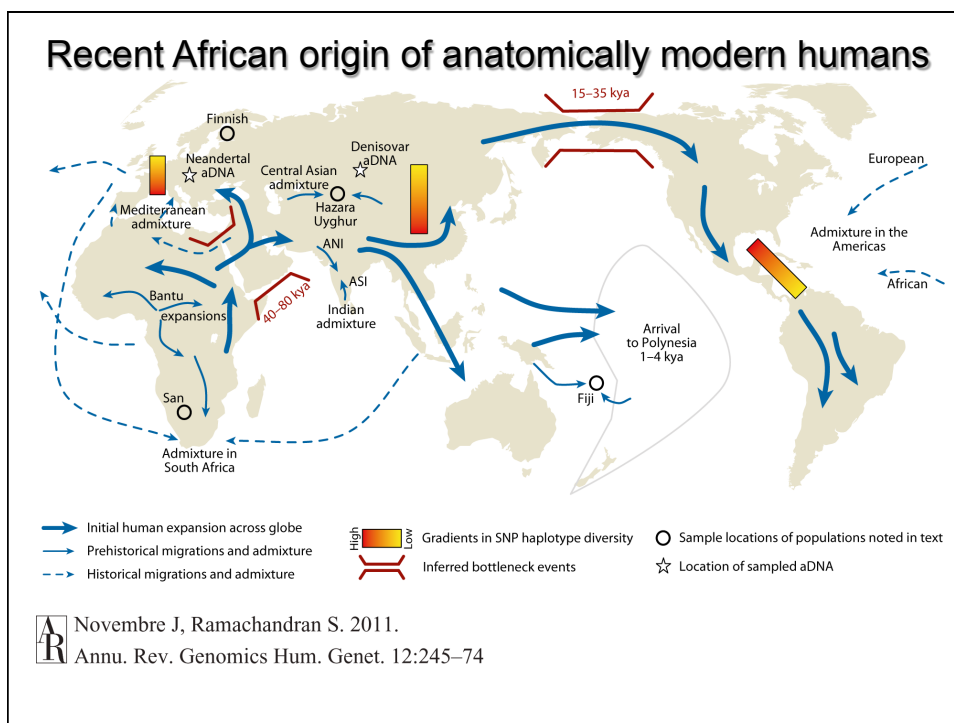 Recent African origin of anatomically modern humans
15–35 kya
Finnish
Neandertal
aDNA
Denisovar
aDNA
Central Asian
admixture
Hazara
Uyghur
European
Mediterranean
admixture
Admixture in the
Americas
ANI
ASI
African
40–80 kya
Bantu
expansions
Indian
admixture
Arrival
to Polynesia
1–4 kya
San
Fiji
Admixture in
South Africa
Initial human expansion across globe
Prehistorical migrations and admixture
Historical migrations and admixture
High
Low
Gradients in SNP haplotype diversity
Inferred bottleneck events
Sample locations of populations noted in text
Location of sampled aDNA
AR
Novembre J, Ramachandran S. 2011.
Annu. Rev. Genomics Hum. Genet. 12:245–74